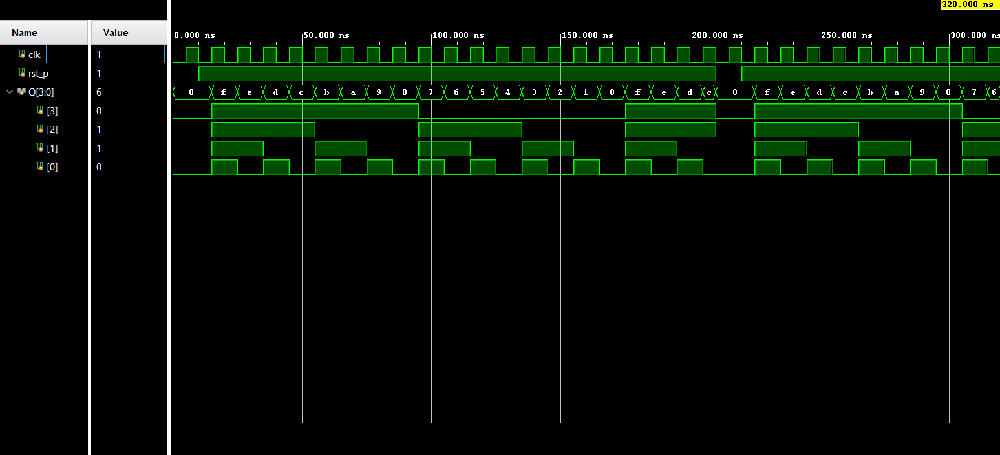 320.000 ns
Name Value
0.000 ns 50.000 ns 100.000 ns 150.000 ns 200.000 ns 250.000 ns 300.000 ns
clk 1
rst_p 1
Q[3:0] 6 0 f e d c b a 9 8 7 6 5 4 3 2 1 0 f e d c 0 f e d c b a 9 8 7 6
[3] 0
[2] 1
[1] 1
[0] 0